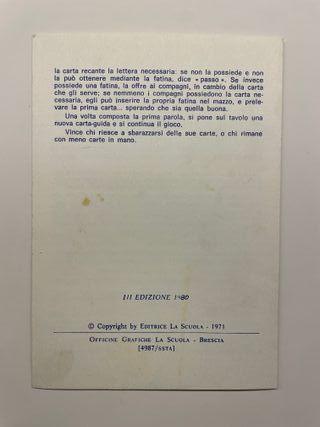 la carta recante la lettera necessaria: se non la possiede e non
la può ottenere mediante la fatina, dice « passo ». Se invece
possiede una fatina, la offre ai compagni, in cambio della carta
che gli serve; se nemmeno i compagni possiedono la carta ne-
cessaria, egli può inserire la propria fatina nel mazzo, e prele-
vare la prima carta... sperando che sia quella buona.
Una volta composta la prima parola, si pone sul tavolo una
nuova carta-guida e si continua il gioco.
Vince chi riesce a sbarazzarsi delle sue carte, o chi rimane
con meno carte in mano.
III EDIZIONE 1980
© Copyright by EDITRICE LA SCUOLA - 1971
OFFICINE GRAFICHE LA SCUOLA - BRESCIA
[4987/6STA]